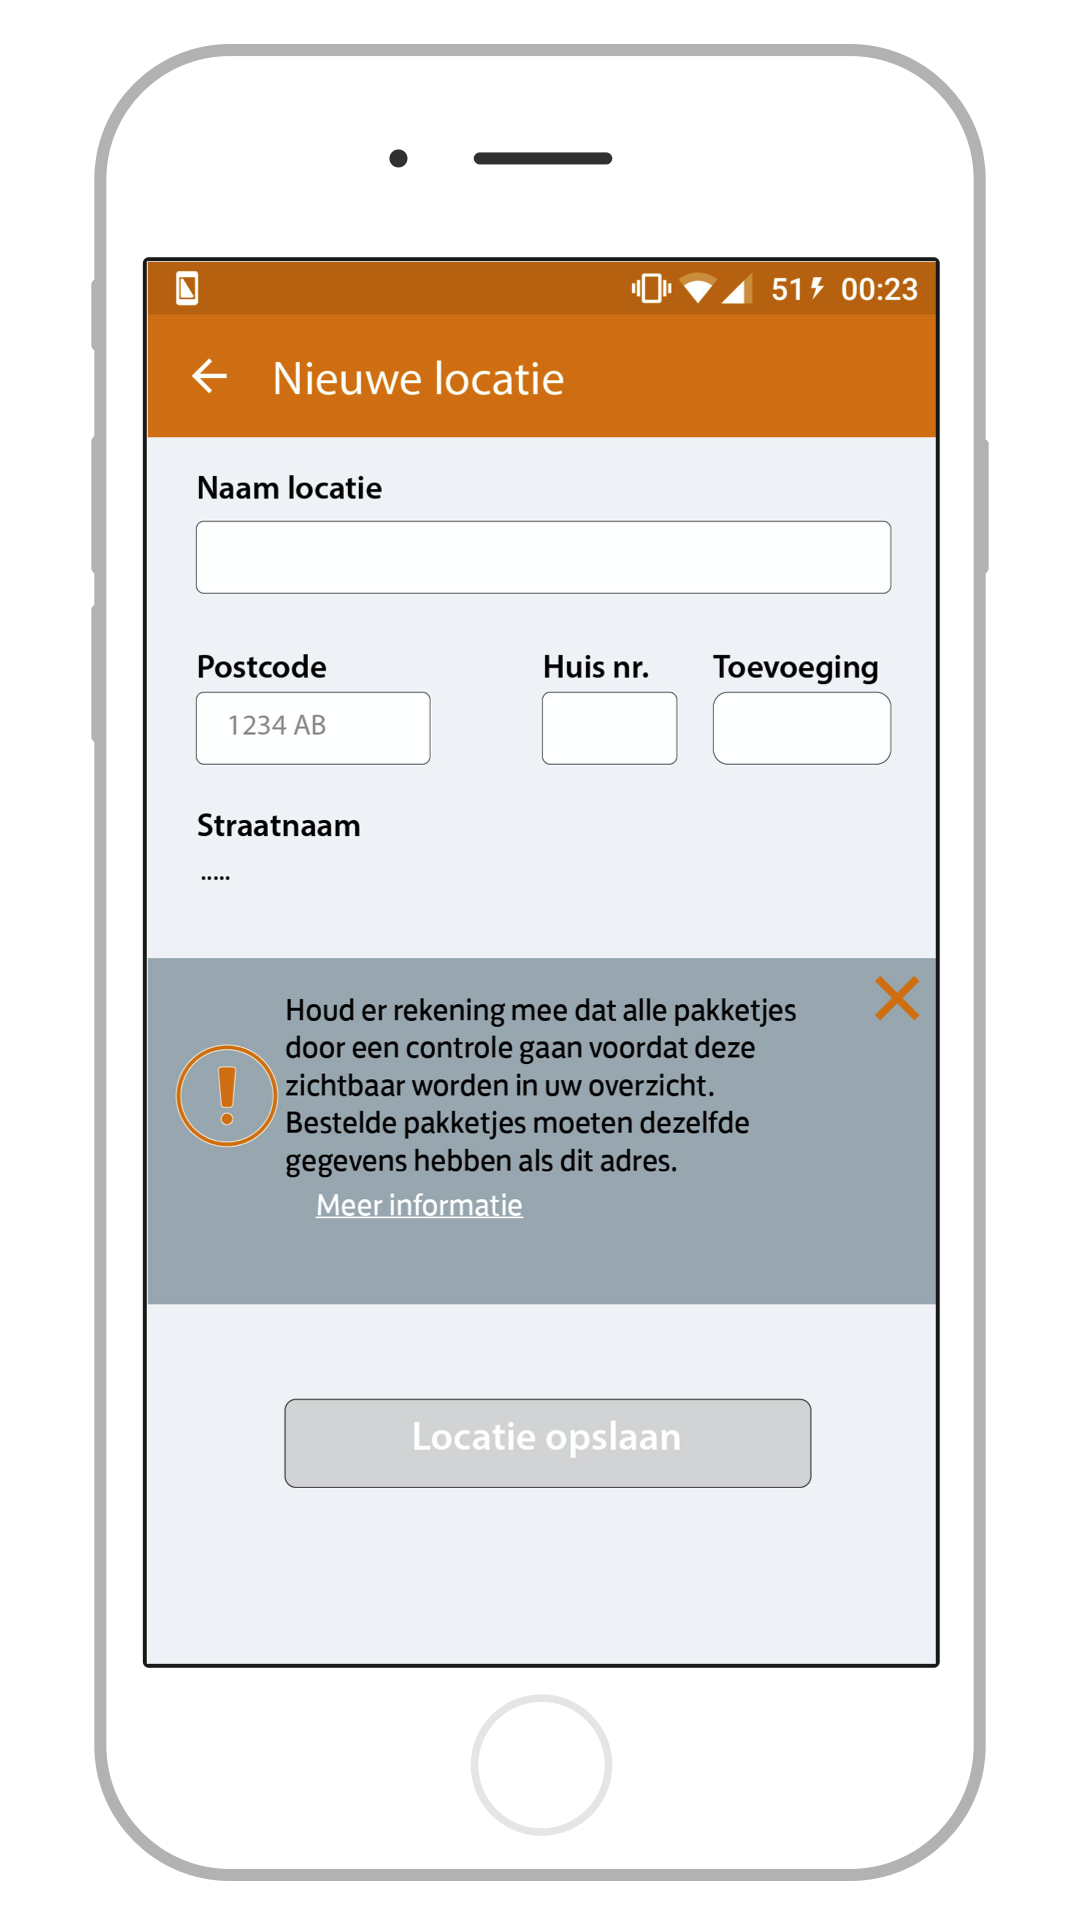 51 00:23
Nieuwe locatie
Naam locatie
Postcode Huis nr. Toevoeging
1234 AB
Straatnaam
.....
Houd er rekening mee dat alle pakketjes
door een controle gaan voordat deze
zichtbaar worden in uw overzicht.
Bestelde pakketjes moeten dezelfde
gegevens hebben als dit adres.
Meer informatie
Locatie opslaan